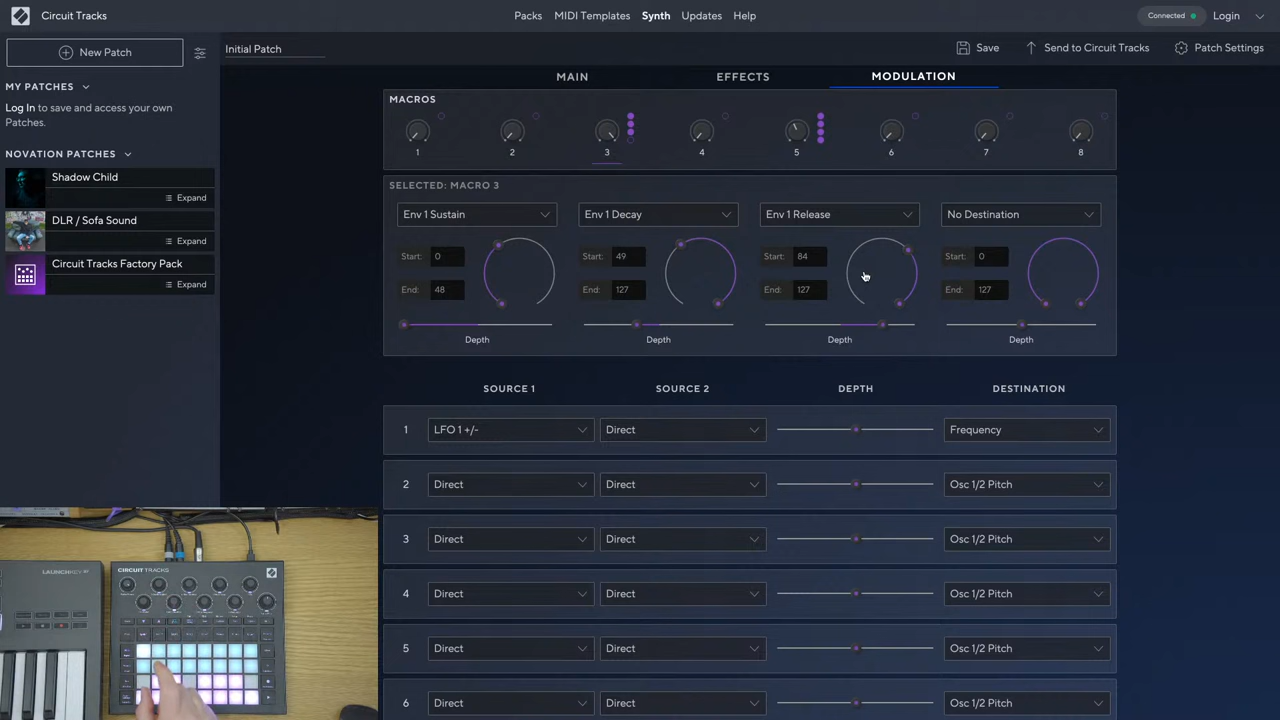 Circuit Tracks
Packs
MIDI Templates
Synth
Updates
Help
Connected
Login
New Patch
Initial Patch
Save
Send to Circuit Tracks
Patch Settings
MY PATCHES
Log In to save and access your own
Patches.
NOVATION PATCHES
Shadow Child
Expand
DLR / Sofa Sound
Expand
Circuit Tracks Factory Pack
Expand
MAIN
EFFECTS
MODULATION
MACROS
1 2 3 4 5 6 7 8
SELECTED: MACRO 3
Env 1 Sustain
Start: 0
End: 48
Depth
Env 1 Decay
Start: 49
End: 127
Depth
Env 1 Release
Start: 84
End: 127
Depth
No Destination
Start: 0
End: 127
Depth
SOURCE 1 SOURCE 2 DEPTH DESTINATION
1 LFO 1 +/- Direct Frequency
2 Direct Direct Osc 1/2 Pitch
3 Direct Direct Osc 1/2 Pitch
4 Direct Direct Osc 1/2 Pitch
5 Direct Direct Osc 1/2 Pitch
6 Direct Direct Osc 1/2 Pitch
LAUNCHKEY
CIRCUIT TRACKS